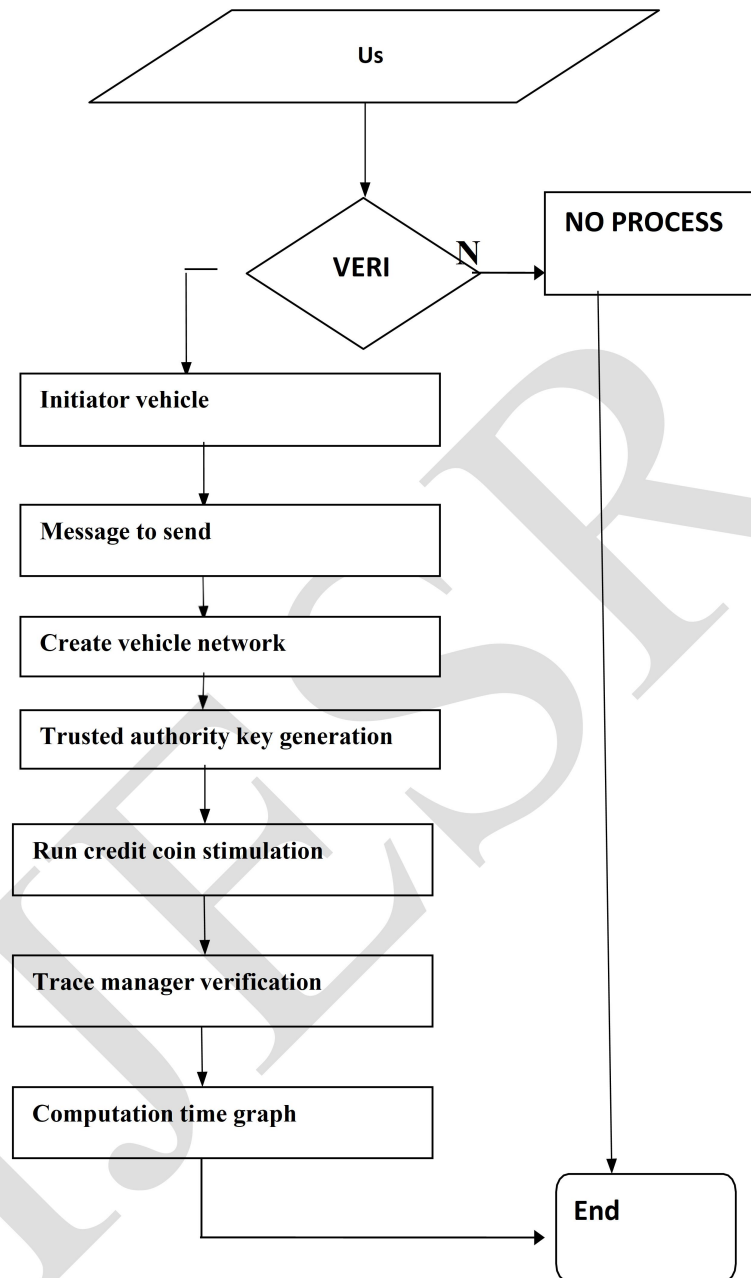 Us
VERI
N
NO PROCESS
Initiator vehicle
Message to send
Create vehicle network
Trusted authority key generation
Run credit coin stimulation
Trace manager verification
Computation time graph
End
IJESR